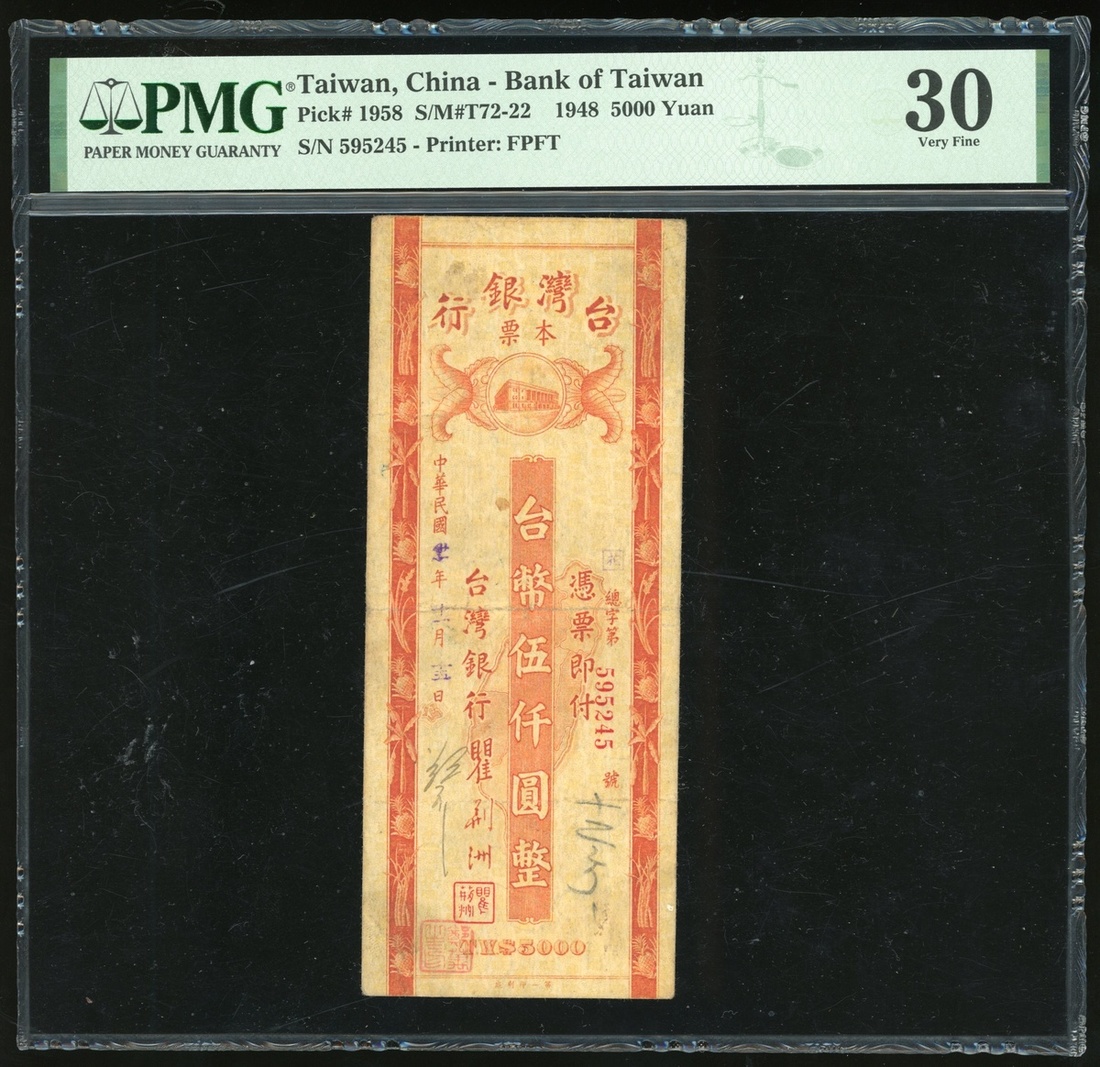 PMG®
PAPER MONEY GUARANTY
Taiwan, China - Bank of Taiwan
Pick# 1958 S/M#T72-22 1948 5000 Yuan
S/N 595245 - Printer: FPFT
30
Very Fine
台灣銀行
本票
憑票即付
總字第 595245 號
台幣伍仟圓整
台灣銀行 瞿荊洲
中華民國 年 十二月 日
TW$5000